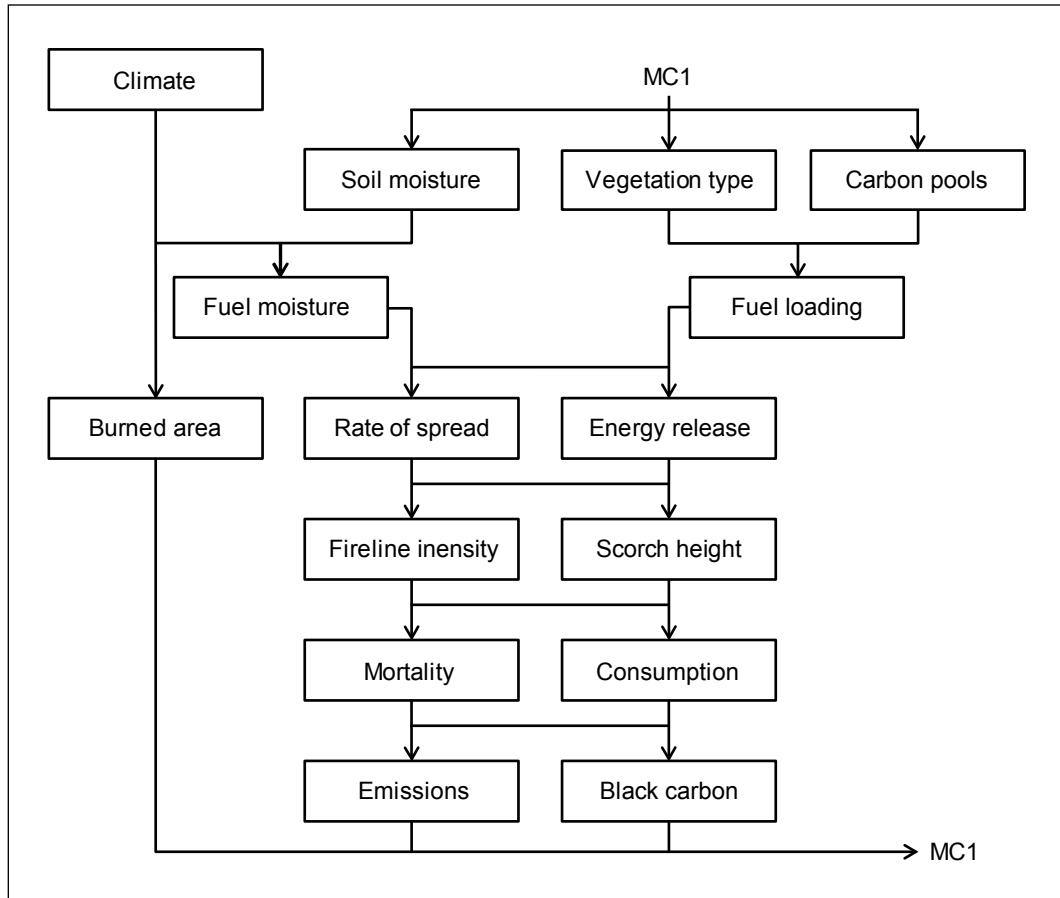 Climate
MC1
Soil moisture
Vegetation type
Carbon pools
Fuel moisture
Fuel loading
Burned area
Rate of spread
Energy release
Fireline inensity
Scorch height
Mortality
Consumption
Emissions
Black carbon
MC1